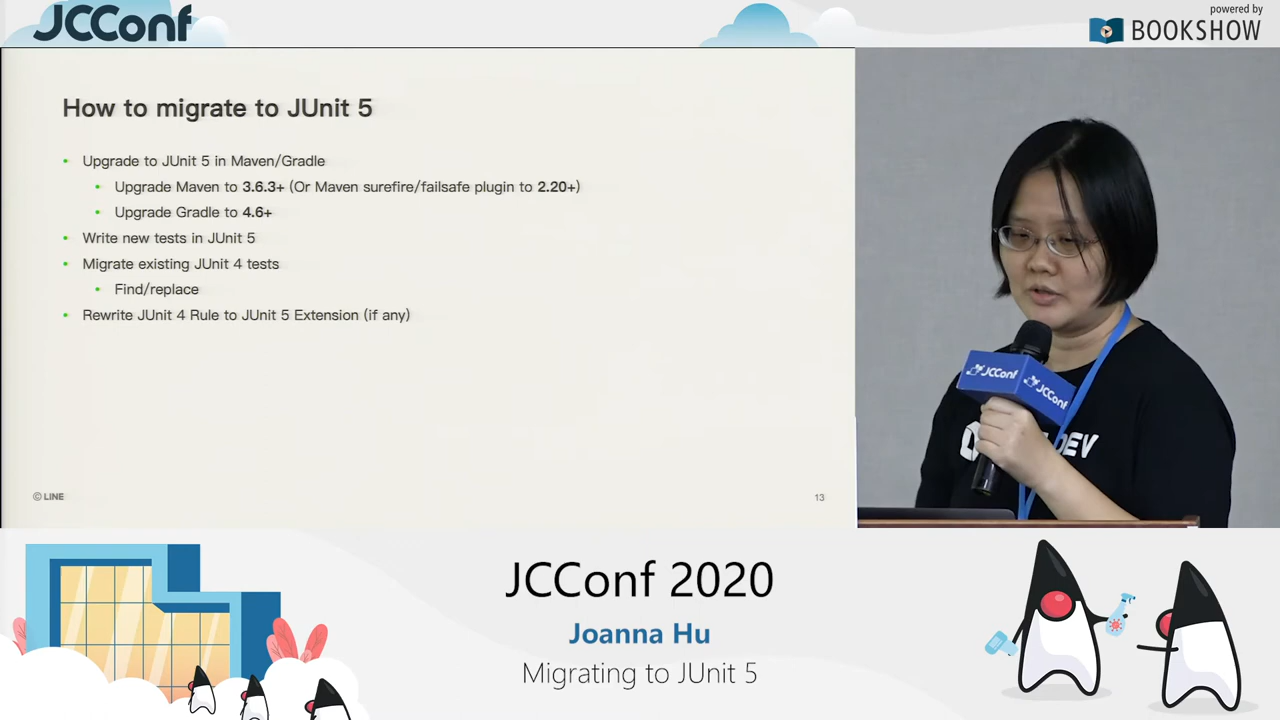 JCConf
powered by
BOOKSHOW
How to migrate to JUnit 5
• Upgrade to JUnit 5 in Maven/Gradle
• Upgrade Maven to 3.6.3+ (Or Maven surefire/failsafe plugin to 2.20+)
• Upgrade Gradle to 4.6+
• Write new tests in JUnit 5
• Migrate existing JUnit 4 tests
• Find/replace
• Rewrite JUnit 4 Rule to JUnit 5 Extension (if any)
© LINE
13
JCConf
JCConf
DEV
JCConf 2020
Joanna Hu
Migrating to JUnit 5